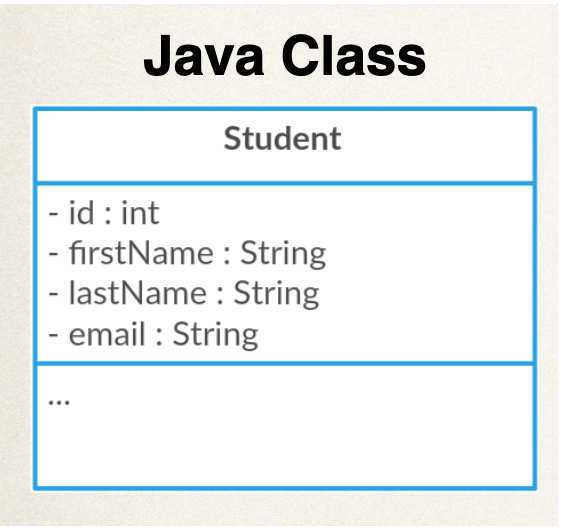 Java Class
Student
- id : int
- firstName : String
- lastName : String
- email : String
...